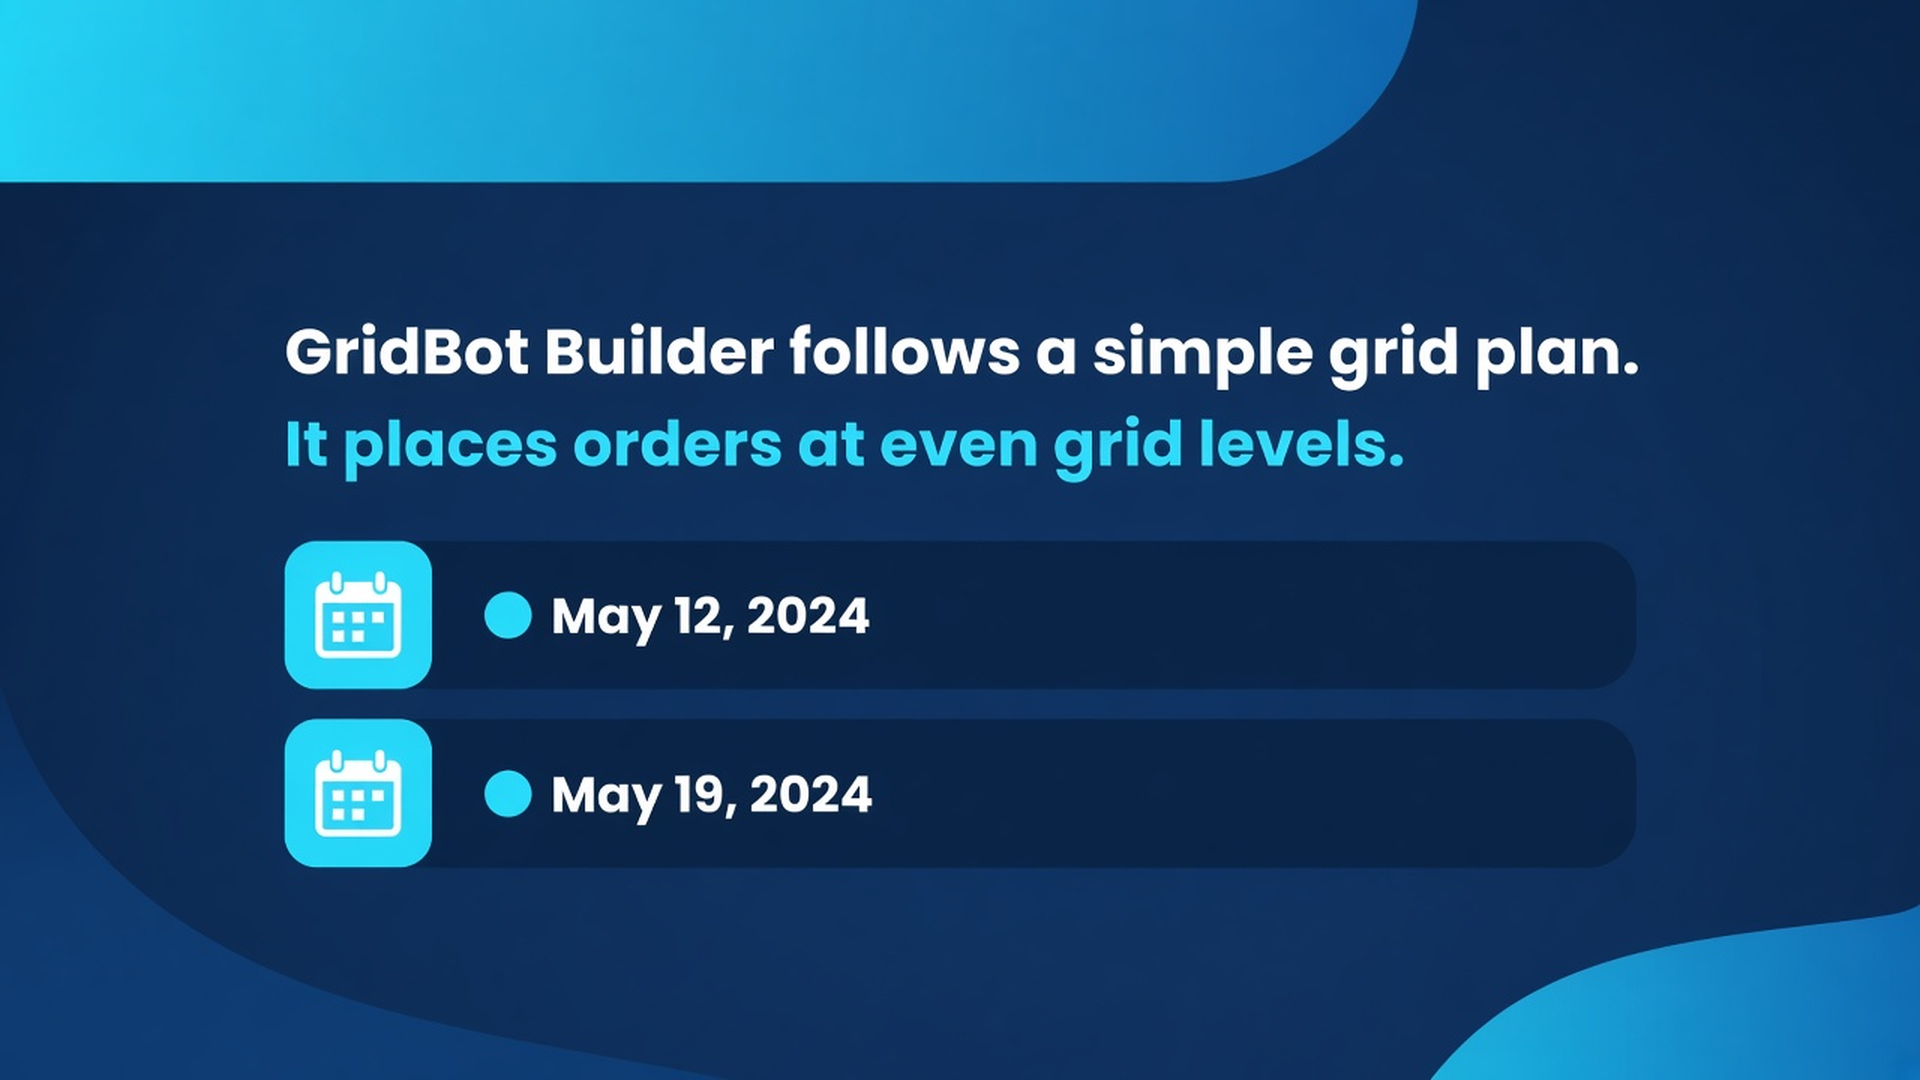 GridBot Builder follows a simple grid plan.
It places orders at even grid levels.
May 12, 2024
May 19, 2024